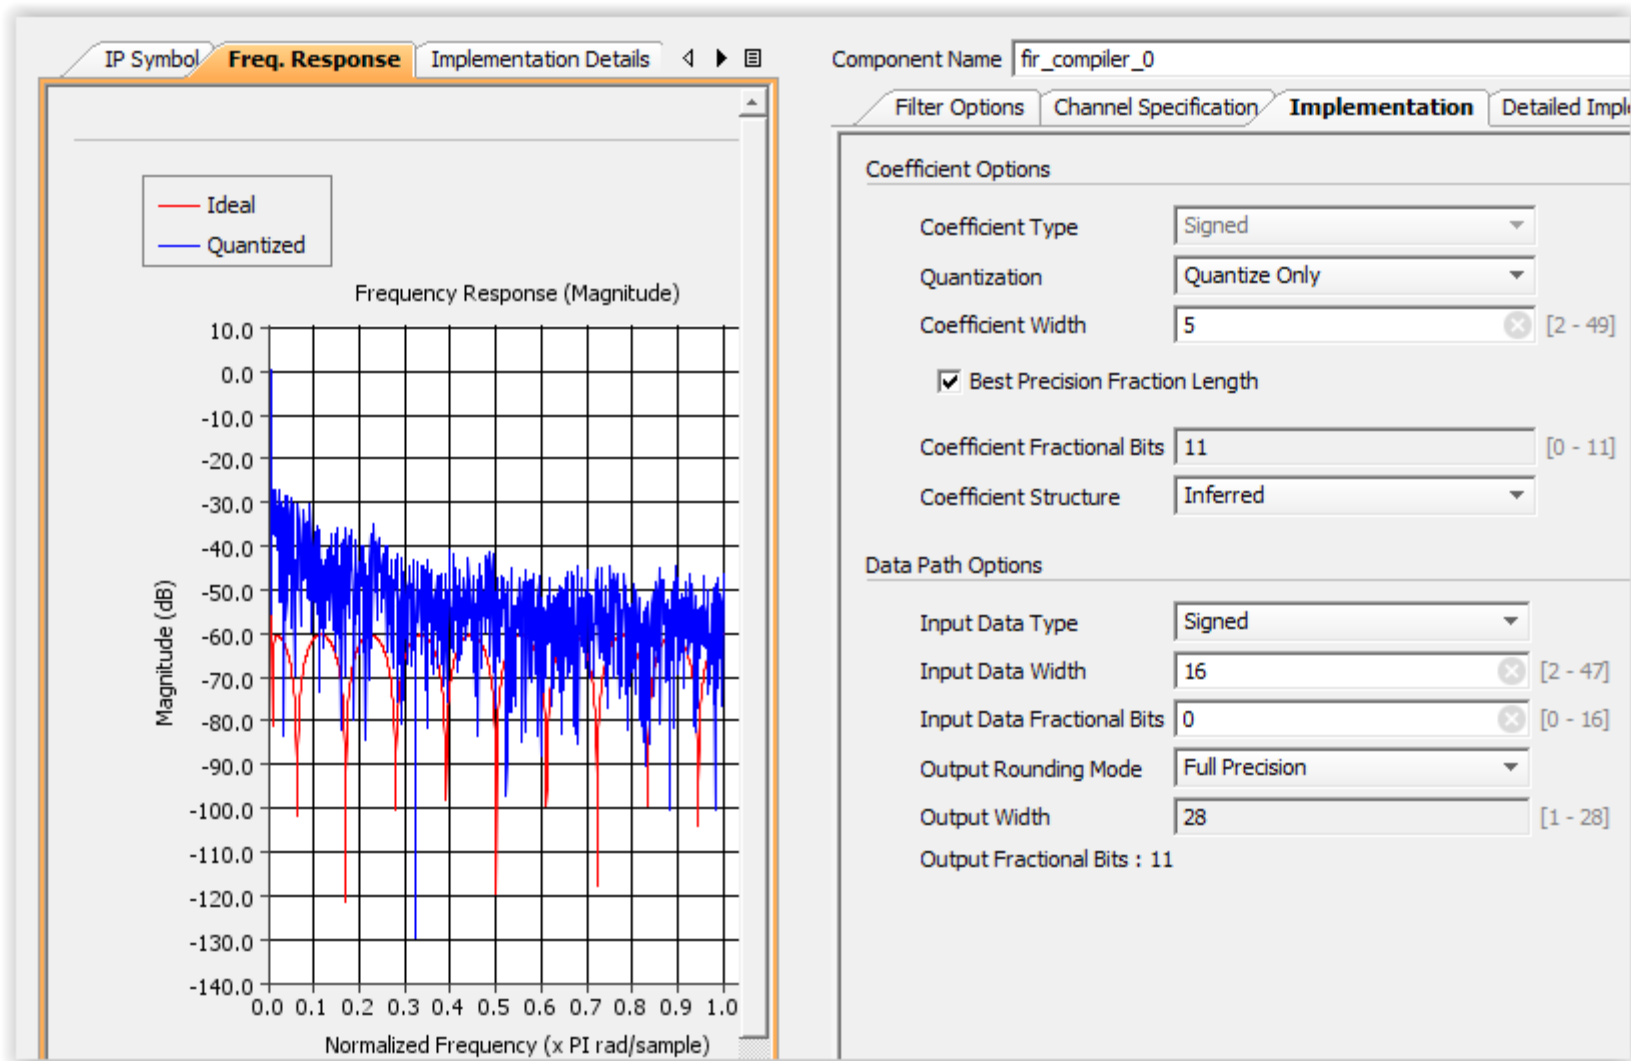 IP Symbol Freq. Response Implementation Details
Ideal
Quantized
Frequency Response (Magnitude)
Magnitude (dB)
10.0
0.0
-10.0
-20.0
-30.0
-40.0
-50.0
-60.0
-70.0
-80.0
-90.0
-100.0
-110.0
-120.0
-130.0
-140.0
0.0 0.1 0.2 0.3 0.4 0.5 0.6 0.7 0.8 0.9 1.0
Normalized Frequency (x PI rad/sample)
Component Name fir_compiler_0
Filter Options Channel Specification Implementation Detailed Imple
Coefficient Options
Coefficient Type Signed
Quantization Quantize Only
Coefficient Width 5 [2 - 49]
Best Precision Fraction Length
Coefficient Fractional Bits 11 [0 - 11]
Coefficient Structure Inferred
Data Path Options
Input Data Type Signed
Input Data Width 16 [2 - 47]
Input Data Fractional Bits 0 [0 - 16]
Output Rounding Mode Full Precision
Output Width 28 [1 - 28]
Output Fractional Bits : 11